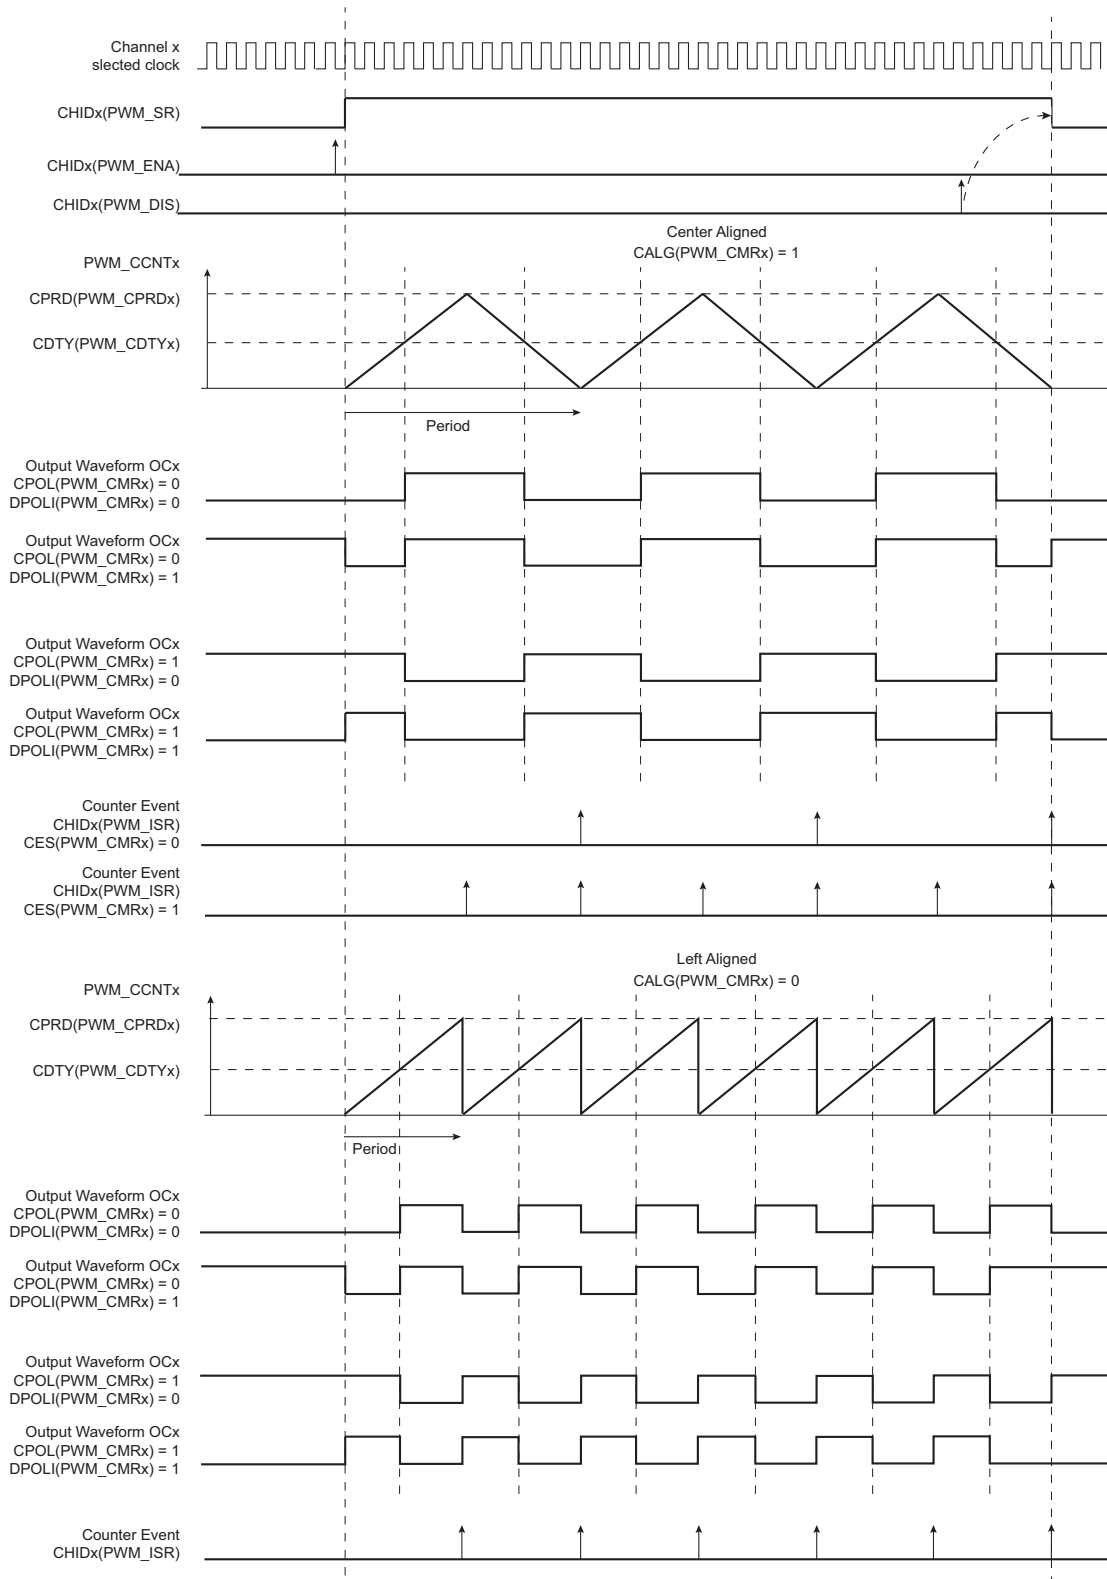 Channel x
slected clock
CHIDx(PWM_SR)
CHIDx(PWM_ENA)
CHIDx(PWM_DIS)
Center Aligned
CALG(PWM_CMRx) = 1
PWM_CCNTx
CPRD(PWM_CPRDx)
CDTY(PWM_CDTYx)
Period
Output Waveform OCx
CPOL(PWM_CMRx) = 0
DPOLI(PWM_CMRx) = 0
Output Waveform OCx
CPOL(PWM_CMRx) = 0
DPOLI(PWM_CMRx) = 1
Output Waveform OCx
CPOL(PWM_CMRx) = 1
DPOLI(PWM_CMRx) = 0
Output Waveform OCx
CPOL(PWM_CMRx) = 1
DPOLI(PWM_CMRx) = 1
Counter Event
CHIDx(PWM_ISR)
CES(PWM_CMRx) = 0
Counter Event
CHIDx(PWM_ISR)
CES(PWM_CMRx) = 1
Left Aligned
CALG(PWM_CMRx) = 0
PWM_CCNTx
CPRD(PWM_CPRDx)
CDTY(PWM_CDTYx)
Period
Output Waveform OCx
CPOL(PWM_CMRx) = 0
DPOLI(PWM_CMRx) = 0
Output Waveform OCx
CPOL(PWM_CMRx) = 0
DPOLI(PWM_CMRx) = 1
Output Waveform OCx
CPOL(PWM_CMRx) = 1
DPOLI(PWM_CMRx) = 0
Output Waveform OCx
CPOL(PWM_CMRx) = 1
DPOLI(PWM_CMRx) = 1
Counter Event
CHIDx(PWM_ISR)